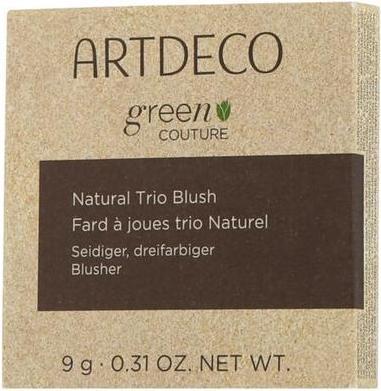 ARTDECO
green
COUTURE
Natural Trio Blush
Fard à joues trio Naturel
Seidiger, dreifarbiger
Blusher
9 g · 0.31 OZ. NET WT.